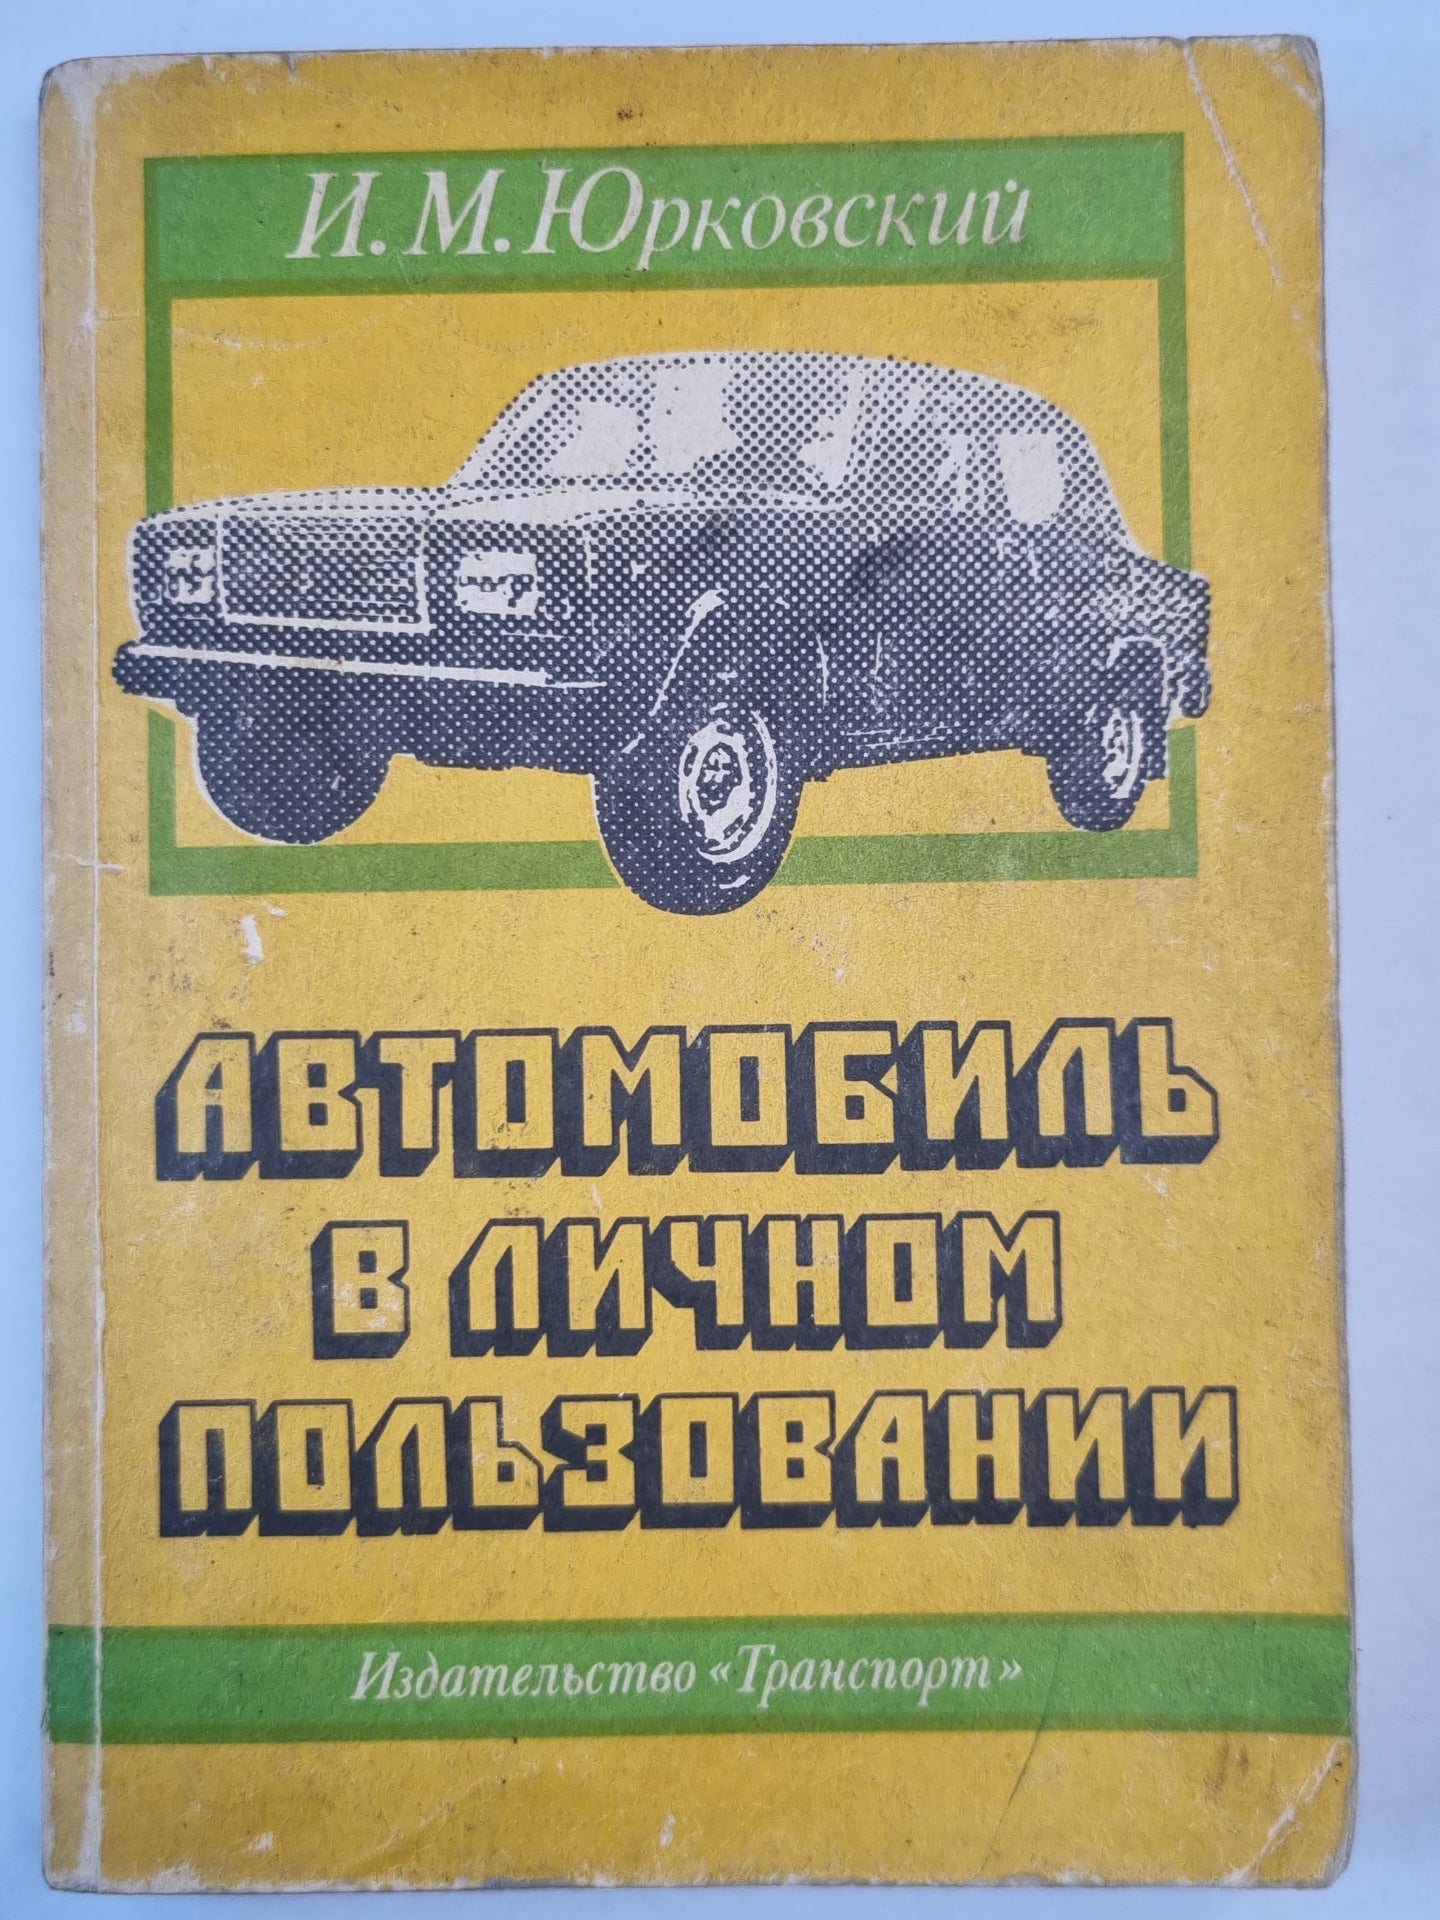 И. М. Юрковский
АВТОМОБИЛЬ
В ЛИЧНОМ
ПОЛЬЗОВАНИИ
Издательство «Транспорт»